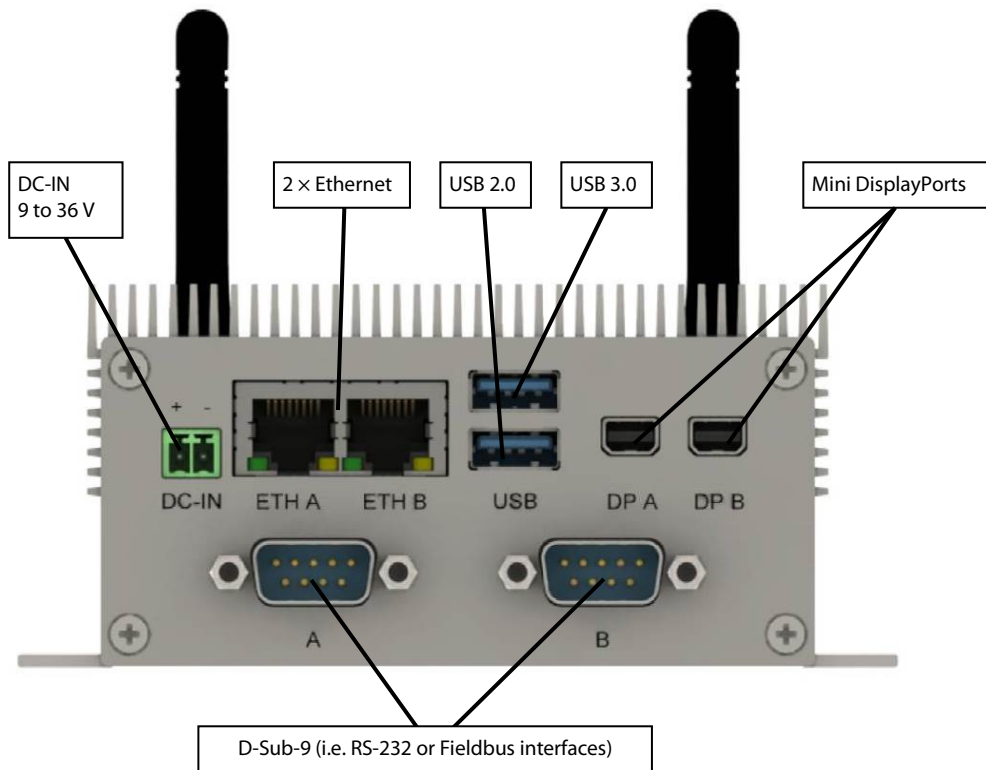 DC-IN
9 to 36 V
2 × Ethernet
USB 2.0
USB 3.0
Mini DisplayPorts
+ -
DC-IN
ETH A
ETH B
USB
DP A
DP B
A
B
D-Sub-9 (i.e. RS-232 or Fieldbus interfaces)